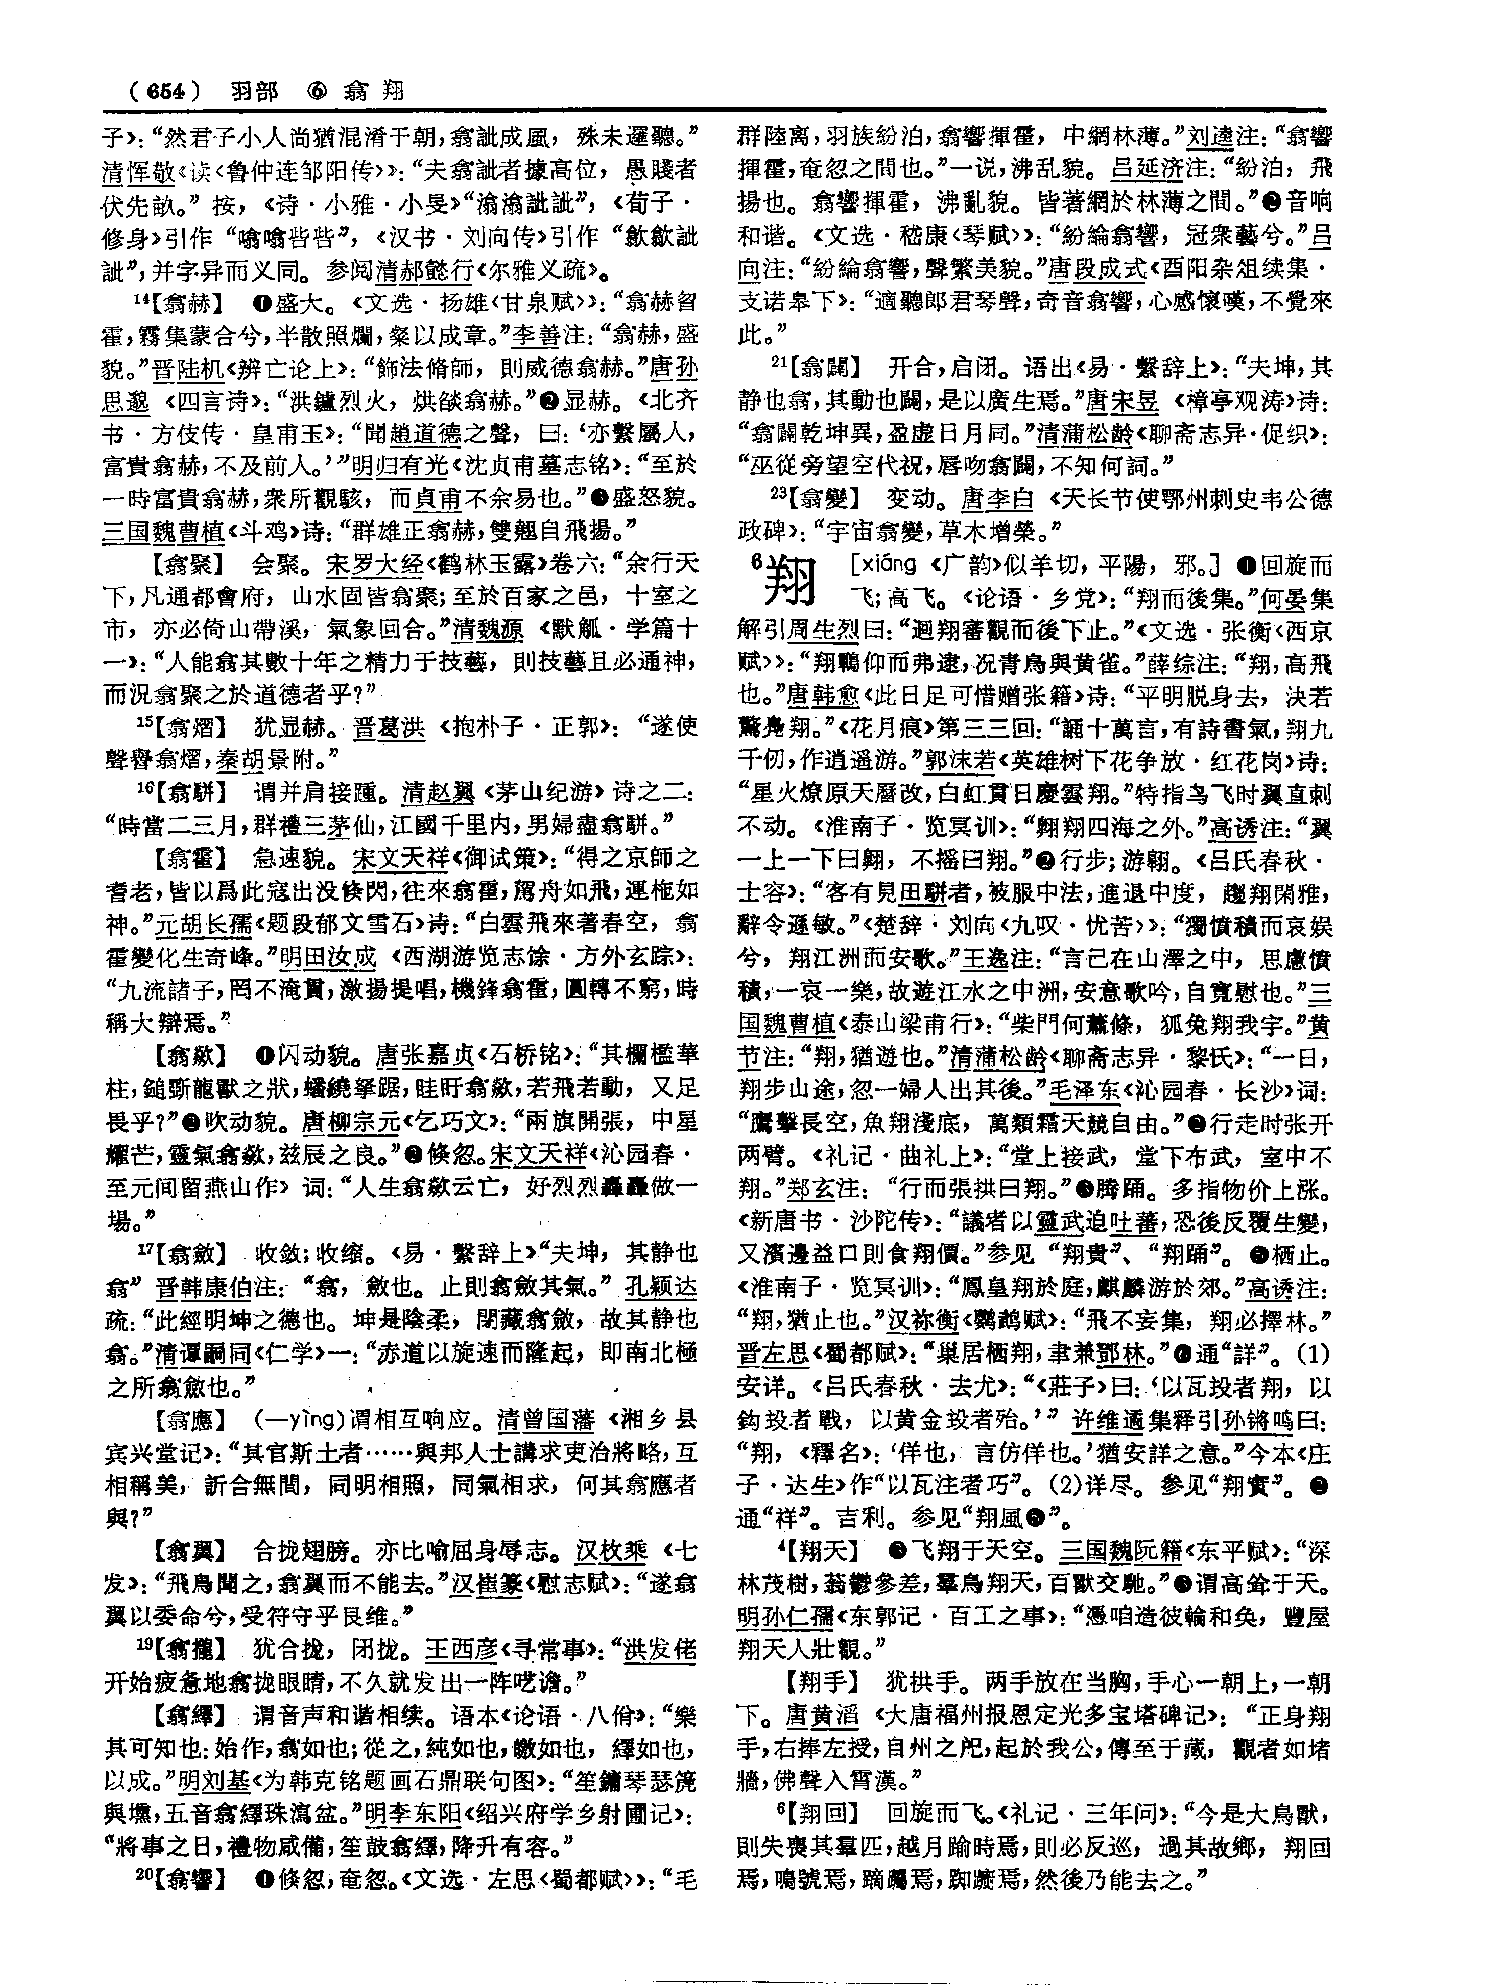 （654） 羽部 ⑥ 翕 翔
子》：“然君子小人尚猶混淆于朝，翕訿成風，殊未邇聽。”
清恽敬《读〈鲁仲连邹阳传〉》：“夫翕訿者據高位，愚賤者
伏先畝。”按，《诗·小雅·小旻》“潝潝訿訿”，《荀子·
修身》引作“噏噏呰呰”，《汉书·刘向传》引作“歙歙訿
訿”，并字异而义同。参阅清郝懿行《尔雅义疏》。
14【翕赫】 ❶盛大。《文选·扬雄〈甘泉赋〉》：“翕赫曶
霍，霧集蒙合兮，半散照爛，粲以成章。”李善注：“翕赫，盛
貌。”晋陆机《辨亡论上》：“飾法脩師，則威德翕赫。”唐孙
思邈《四言诗》：“洪鑪烈火，烘燄翕赫。”❷显赫。《北齐
书·方伎传·皇甫玉》：“聞趙道德之聲，曰：‘亦繫屬人，
富貴翕赫，不及前人。’”明归有光《沈贞甫墓志铭》：“至於
一時富貴翕赫，衆所觀駭，而貞甫不余易也。”❸盛怒貌。
三国魏曹植《斗鸡》诗：“群雄正翕赫，雙翹自飛揚。”
【翕聚】 会聚。宋罗大经《鹤林玉露》卷六：“余行天
下，凡通都會府，山水固皆翕聚；至於百家之邑，十室之
市，亦必倚山帶溪，氣象回合。”清魏源《默觚·学篇十
一》：“人能翕其數十年之精力于技藝，則技藝且必通神，
而況翕聚之於道德者乎？”
15【翕熠】 犹显赫。晋葛洪《抱朴子·正郭》：“遂使
聲譽翕熠，秦胡景附。”
16【翕駢】 谓并肩接踵。清赵翼《茅山纪游》诗之二：
“時當二三月，群禮三茅仙，江國千里内，男婦盡翕駢。”
【翕霍】 急速貌。宋文天祥《御试策》：“得之京師之
耆老，皆以爲此寇出没倏閃，往來翕霍，駕舟如飛，運柂如
神。”元胡长孺《题段郁文雪石》诗：“白雲飛來著春空，翕
霍變化生奇峰。”明田汝成《西湖游览志馀·方外玄踪》：
“九流諸子，罔不淹貫，激揚提唱，機鋒翕霍，圓轉不窮，時
稱大辯焉。”
【翕歘】 ❶闪动貌。唐张嘉贞《石桥铭》：“其欄檻華
柱，鎚斲龍獸之狀，蟠繞拏踞，眭盱翕歘，若飛若動，又足
畏乎？”❷吹动貌。唐柳宗元《乞巧文》：“兩旗開張，中星
耀芒，靈氣翕歘，兹辰之良。”❸倏忽。宋文天祥《沁园春·
至元间留燕山作》词：“人生翕歘云亡，好烈烈轟轟做一
場。”
17【翕斂】 收敛；收缩。《易·繫辞上》“夫坤，其静也
翕”晋韩康伯注：“翕，斂也。止則翕斂其氣。”孔颖达
疏：“此經明坤之德也。坤是陰柔，閉藏翕斂，故其静也
翕。”清谭嗣同《仁学》一：“赤道以旋速而隆起，即南北極
之所翕斂也。”
【翕應】 (—yìng)谓相互响应。清曾国藩《湘乡县
宾兴堂记》：“其官斯土者……與邦人士講求吏治將略，互
相稱美，訢合無間，同明相照，同氣相求，何其翕應者
與？”
【翕翼】 合拢翅膀。亦比喻屈身辱志。汉枚乘《七
发》：“飛鳥聞之，翕翼而不能去。”汉崔篆《慰志赋》：“遂翕
翼以委命兮，受符守乎艮维。”
19【翕攏】 犹合拢，闭拢。王西彦《寻常事》：“洪发佬
开始疲惫地翕拢眼睛，不久就发出一阵呓谵。”
【翕繹】 谓音声和谐相续。语本《论语·八佾》：“樂
其可知也：始作，翕如也；從之，純如也，皦如也，繹如也，
以成。”明刘基《为韩克铭题画石鼎联句图》：“笙鏞琴瑟箎
與壎，五音翕繹珠瀉盆。”明李东阳《绍兴府学乡射圃记》：
“將事之日，禮物咸備，笙鼓翕繹，降升有容。”
20【翕響】 ❶倏忽；奄忽。《文选·左思〈蜀都赋〉》：“毛
群陸离，羽族紛泊，翕響揮霍，中網林薄。”刘逵注：“翕響
揮霍，奄忽之間也。”一说，沸乱貌。吕延济注：“紛泊，飛
揚也。翕響揮霍，沸亂貌。皆著網於林薄之間。”❷音响
和谐。《文选·嵇康〈琴赋〉》：“紛綸翕響，冠衆藝兮。”吕
向注：“紛綸翕響，聲繁美貌。”唐段成式《酉阳杂俎续集·
支诺皋下》：“適聽郎君琴聲，奇音翕響，心感懷嘆，不覺來
此。”
21【翕闢】 开合，启闭。语出《易·繫辞上》：“夫坤，其
静也翕，其動也闢，是以廣生焉。”唐宋昱《樟亭观涛》诗：
“翕闢乾坤異，盈虚日月同。”清蒲松龄《聊斋志异·促织》：
“巫從旁望空代祝，唇吻翕闢，不知何詞。”
23【翕變】 变动。唐李白《天长节使鄂州刺史韦公德
政碑》：“宇宙翕變，草木增榮。”
6翔 [xiáng《广韵》似羊切，平陽，邪。] ❶回旋而
飞；高飞。《论语·乡党》：“翔而後集。”何晏集
解引周生烈曰：“迴翔審觀而後下止。”《文选·张衡〈西京
赋〉》：“翔鶤仰而弗逮，況青鳥與黄雀。”薛综注：“翔，高飛
也。”唐韩愈《此日足可惜赠张籍》诗：“平明脱身去，決若
驚鳧翔。”《花月痕》第三三回：“誦十萬言，有詩書氣，翔九
千仞，作逍遥游。”郭沫若《英雄树下花争放·红花岗》诗：
“星火燎原天曆改，白虹貫日慶雲翔。”特指鸟飞时翼直刺
不动。《淮南子·览冥训》：“翺翔四海之外。”高诱注：“翼
一上一下曰翺，不摇曰翔。”❷行步；游翱。《吕氏春秋·
士容》：“客有見田駢者，被服中法，進退中度，趨翔閑雅，
辭令遜敏。”《楚辞·刘向〈九叹·忧苦〉》：“獨憤積而哀娱
兮，翔江洲而安歌。”王逸注：“言己在山澤之中，思慮憤
積，一哀一樂，故遊江水之中洲，安意歌吟，自寬慰也。”三
国魏曹植《泰山梁甫行》：“柴門何蕭條，狐兔翔我宇。”黄
节注：“翔，猶遊也。”清蒲松龄《聊斋志异·黎氏》：“一日，
翔步山途，忽一婦人出其後。”毛泽东《沁园春·长沙》词：
“鷹擊長空，魚翔淺底，萬類霜天競自由。”❸行走时张开
两臂。《礼记·曲礼上》：“堂上接武，堂下布武，室中不
翔。”郑玄注：“行而張拱曰翔。”❹腾踊。多指物价上涨。
《新唐书·沙陀传》：“議者以靈武迫吐蕃，恐後反覆生變，
又濱邊益口則食翔價。”参见“翔貴”、“翔踊”。❺栖止。
《淮南子·览冥训》：“鳳皇翔於庭，麒麟游於郊。”高诱注：
“翔，猶止也。”汉祢衡《鹦鹉赋》：“飛不妄集，翔必擇林。”
晋左思《蜀都赋》：“巢居栖翔，聿兼鄧林。”❻通“詳”。(1)
安详。《吕氏春秋·去尤》：“《莊子》曰：‘以瓦投者翔，以
鉤投者戰，以黄金投者殆。’”许维遹集释引孙锵鸣曰：
“翔，《釋名》：‘佯也，言仿佯也。’猶安詳之意。”今本《庄
子·达生》作“以瓦注者巧”。(2)详尽。参见“翔實”。❼
通“祥”。吉利。参见“翔風❷”。
4【翔天】 ❶飞翔于天空。三国魏阮籍《东平赋》：“深
林茂樹，蓊鬱參差，羣鳥翔天，百獸交馳。”❷谓高耸于天。
明孙仁孺《东郭记·百工之事》：“憑咱造彼輪和奂，豐屋
翔天人壯觀。”
【翔手】 犹拱手。两手放在当胸，手心一朝上，一朝
下。唐黄滔《大唐福州报恩定光多宝塔碑记》：“正身翔
手，右捧左授，自州之戺，起於我公，傳至于藏，觀者如堵
牆，佛聲入霄漢。”
6【翔回】 回旋而飞。《礼记·三年问》：“今是大鳥獸，
則失喪其羣匹，越月踰時焉，則必反巡，過其故鄉，翔回
焉，鳴號焉，蹢躅焉，踟躕焉，然後乃能去之。”